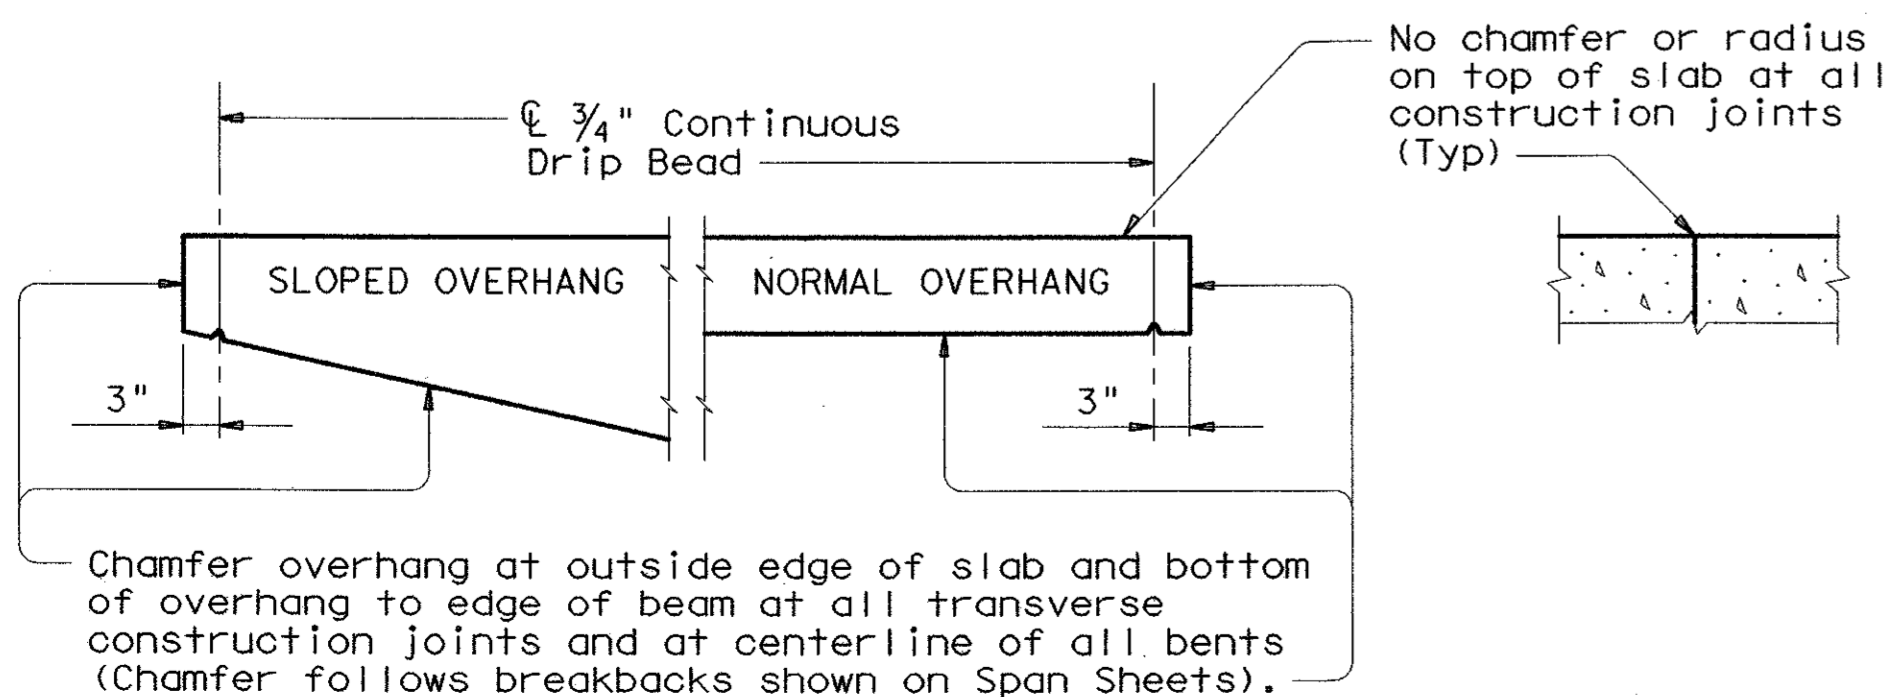 No chamfer or radius
on top of slab at all
construction joints
(Typ)
℄ 3/4" Continuous
Drip Bead
SLOPED OVERHANG
NORMAL OVERHANG
3"
3"
Chamfer overhang at outside edge of slab and bottom
of overhang to edge of beam at all transverse
construction joints and at centerline of all bents
(Chamfer follows breakbacks shown on Span Sheets).